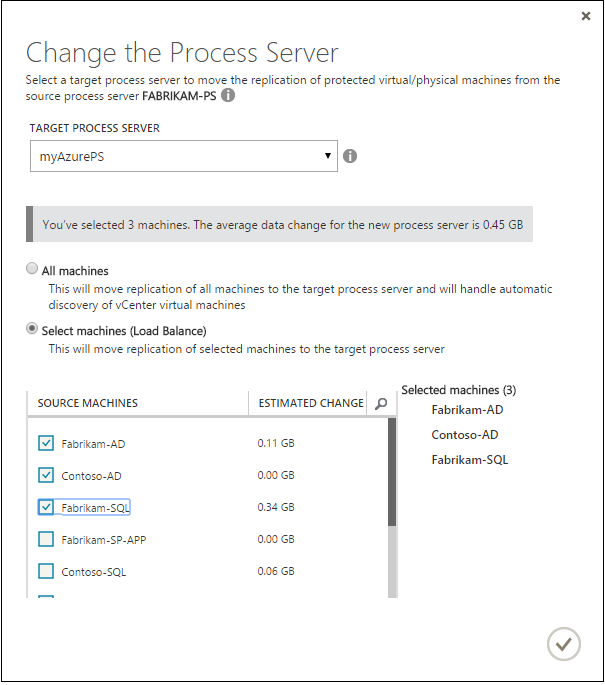 Change the Process Server
Select a target process server to move the replication of protected virtual/physical machines from the
source process server FABRIKAM-PS
TARGET PROCESS SERVER
myAzurePS
You've selected 3 machines. The average data change for the new process server is 0.45 GB
All machines
This will move replication of all machines to the target process server and will handle automatic
discovery of vCenter virtual machines
Select machines (Load Balance)
This will move replication of selected machines to the target process server
SOURCE MACHINES ESTIMATED CHANGE
Fabrikam-AD 0.11 GB
Contoso-AD 0.00 GB
Fabrikam-SQL 0.34 GB
Fabrikam-SP-APP 0.00 GB
Contoso-SQL 0.06 GB
Selected machines (3)
Fabrikam-AD
Contoso-AD
Fabrikam-SQL